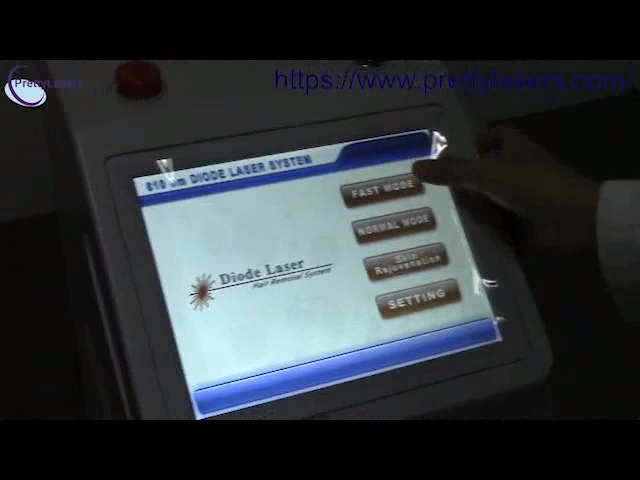 PrettyLasers
https://www.prettylasers.com/
810 nm DIODE LASER SYSTEM
FAST MODE
NORMAL MODE
Skin
Rejuvenation
SETTING
Diode Laser
Hair Removal System